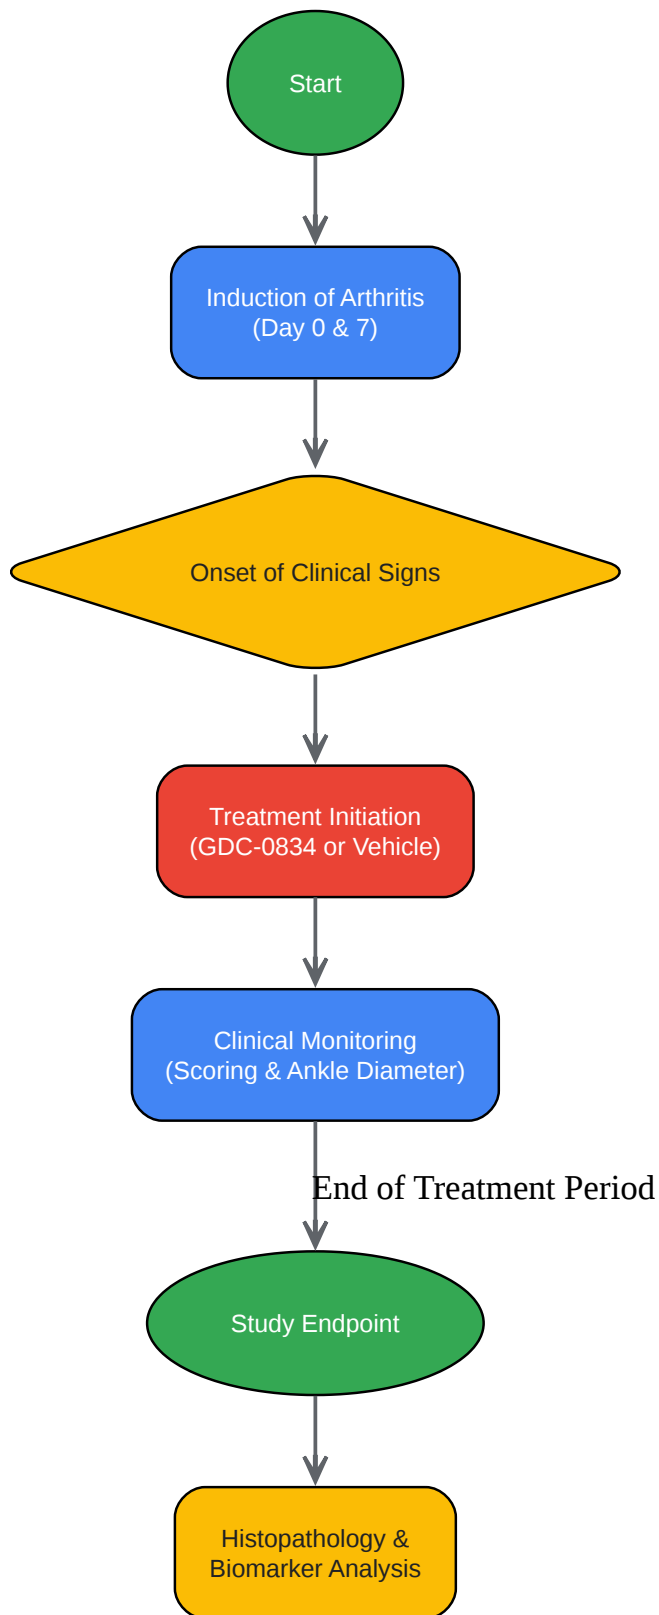 Start
Induction of Arthritis
(Day 0 & 7)
Onset of Clinical Signs
Treatment Initiation
(GDC-0834 or Vehicle)
Clinical Monitoring
(Scoring & Ankle Diameter)
End of Treatment Period
Study Endpoint
Histopathology &
Biomarker Analysis